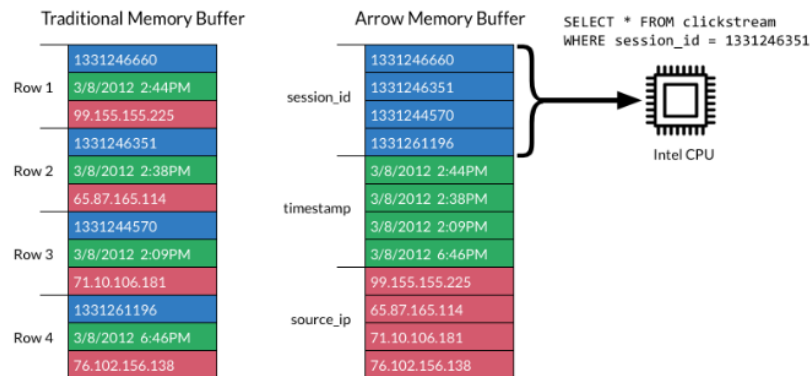 Traditional Memory Buffer
Row 1
1331246660
3/8/2012 2:44PM
99.155.155.225
Row 2
1331246351
3/8/2012 2:38PM
65.87.165.114
Row 3
1331244570
3/8/2012 2:09PM
71.10.106.181
Row 4
1331261196
3/8/2012 6:46PM
76.102.156.138
Arrow Memory Buffer
session_id
1331246660
1331246351
1331244570
1331261196
timestamp
3/8/2012 2:44PM
3/8/2012 2:38PM
3/8/2012 2:09PM
3/8/2012 6:46PM
source_ip
99.155.155.225
65.87.165.114
71.10.106.181
76.102.156.138
SELECT * FROM clickstream
WHERE session_id = 1331246351
Intel CPU